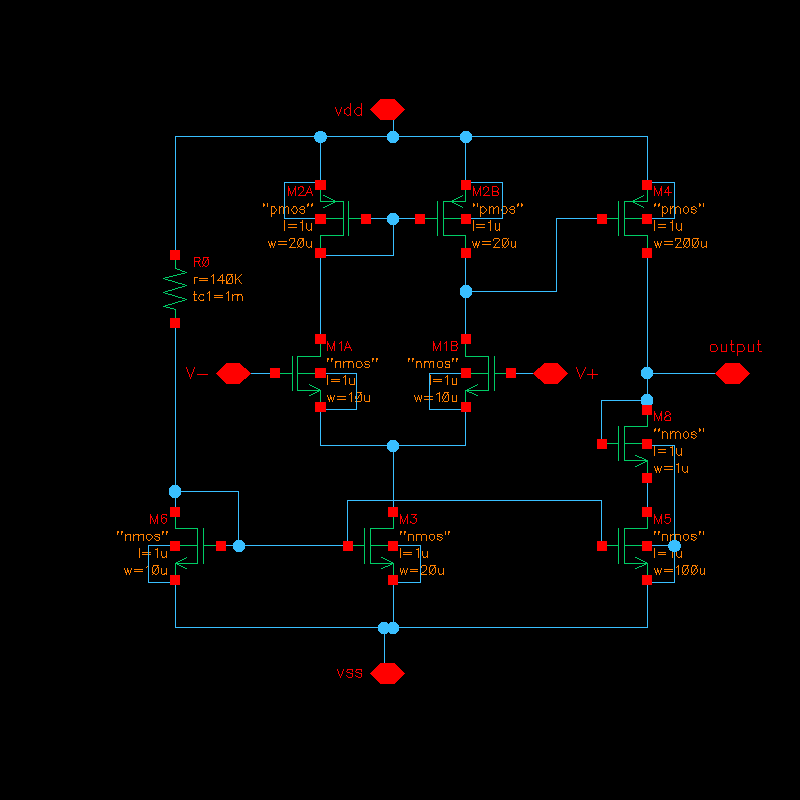 vdd
M2A
"pmos"
l=1u
w=20u
M2B
"pmos"
l=1u
w=20u
M4
"pmos"
l=1u
w=200u
R0
r=140K
tc1=1m
V-
M1A
"nmos"
l=1u
w=10u
M1B
"nmos"
l=1u
w=10u
V+
output
M8
"nmos"
l=1u
w=1u
M6
"nmos"
l=1u
w=10u
M3
"nmos"
l=1u
w=20u
M5
"nmos"
l=1u
w=100u
vss